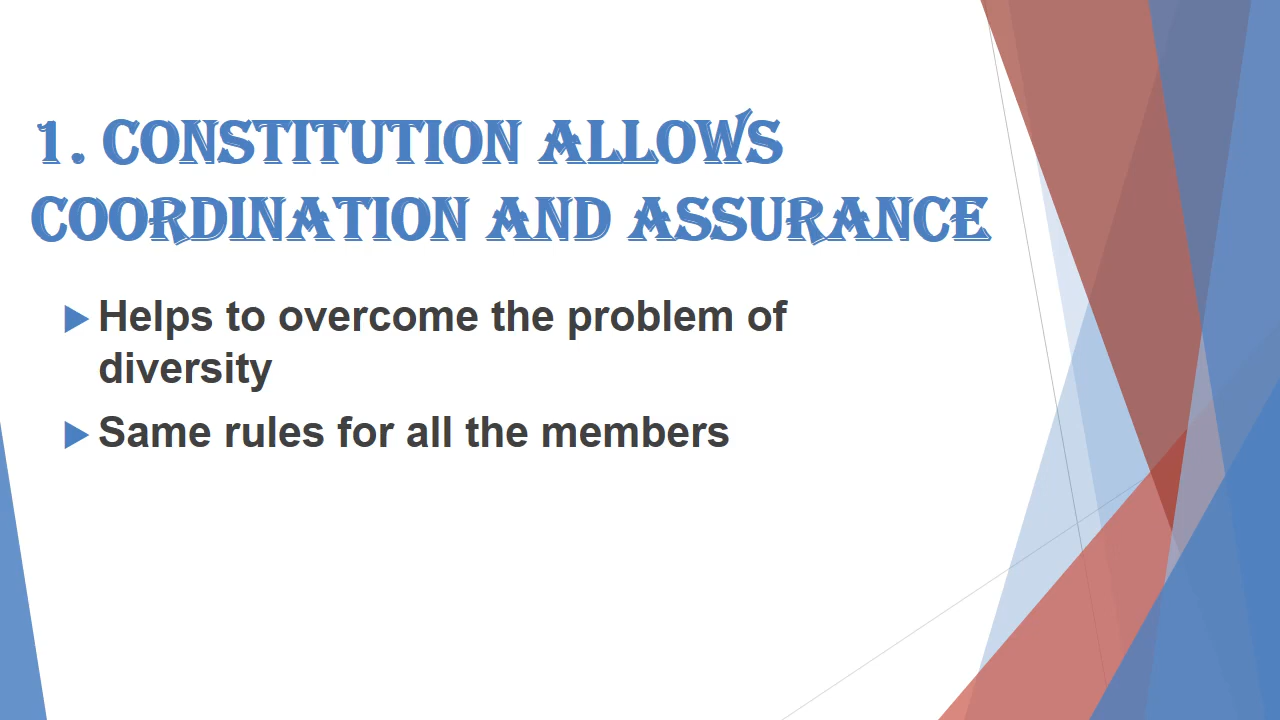 1. CONSTITUTION ALLOWS
COORDINATION AND ASSURANCE
Helps to overcome the problem of
diversity
Same rules for all the members